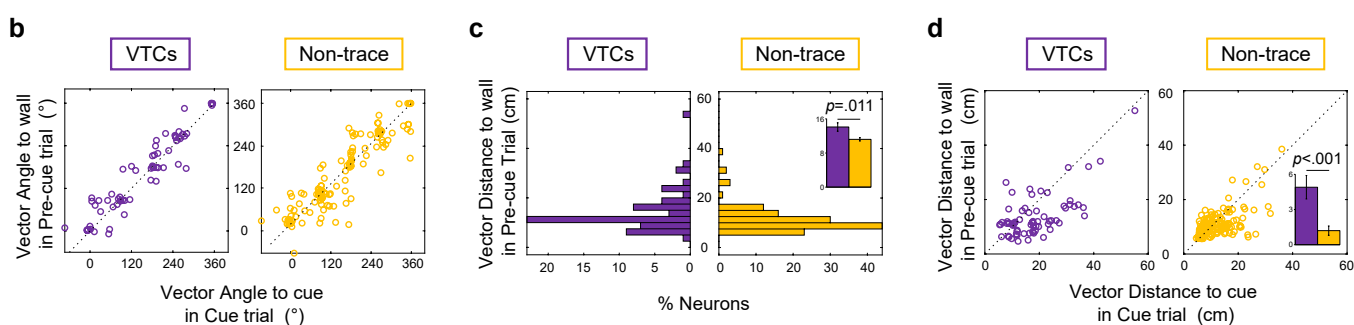 b
VTCs
Non-trace
Vector Angle to wall
in Pre-cue trial (°)
360
240
120
0
0 120 240 360
0 120 240 360
Vector Angle to cue
in Cue trial (°)
c
VTCs
Non-trace
Vector Distance to wall
in Pre-cue Trial (cm)
60
40
20
0
20 15 10 5 0
0 10 20 30 40
p=.011
16
8
0
% Neurons
d
VTCs
Non-trace
Vector Distance to wall
in Pre-cue trial (cm)
60
40
20
0
0 20 40 60
0 20 40 60
p<.001
6
3
0
Vector Distance to cue
in Cue trial (cm)